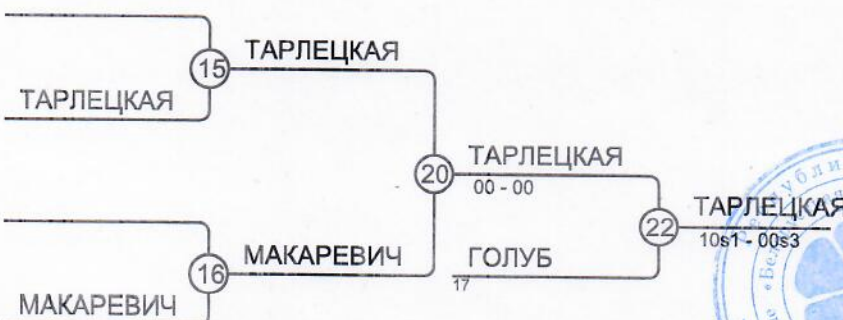 15
ТАРЛЕЦКАЯ
ТАРЛЕЦКАЯ
20
ТАРЛЕЦКАЯ
00 - 00
22
ТАРЛЕЦКАЯ
10s1 - 00s3
16
МАКАРЕВИЧ
ГОЛУБ
17
МАКАРЕВИЧ